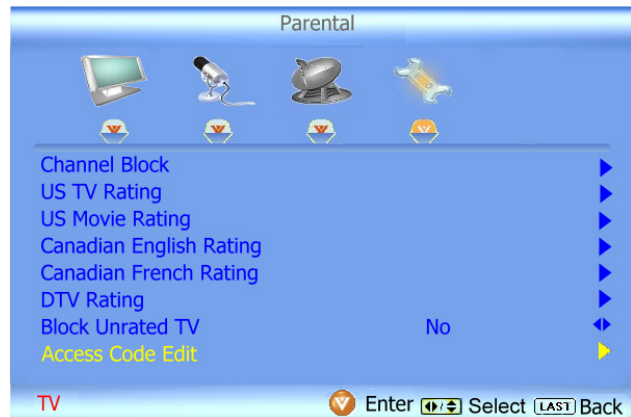 Parental
Channel Block
US TV Rating
US Movie Rating
Canadian English Rating
Canadian French Rating
DTV Rating
Block Unrated TV No
Access Code Edit
TV Enter Select LAST Back